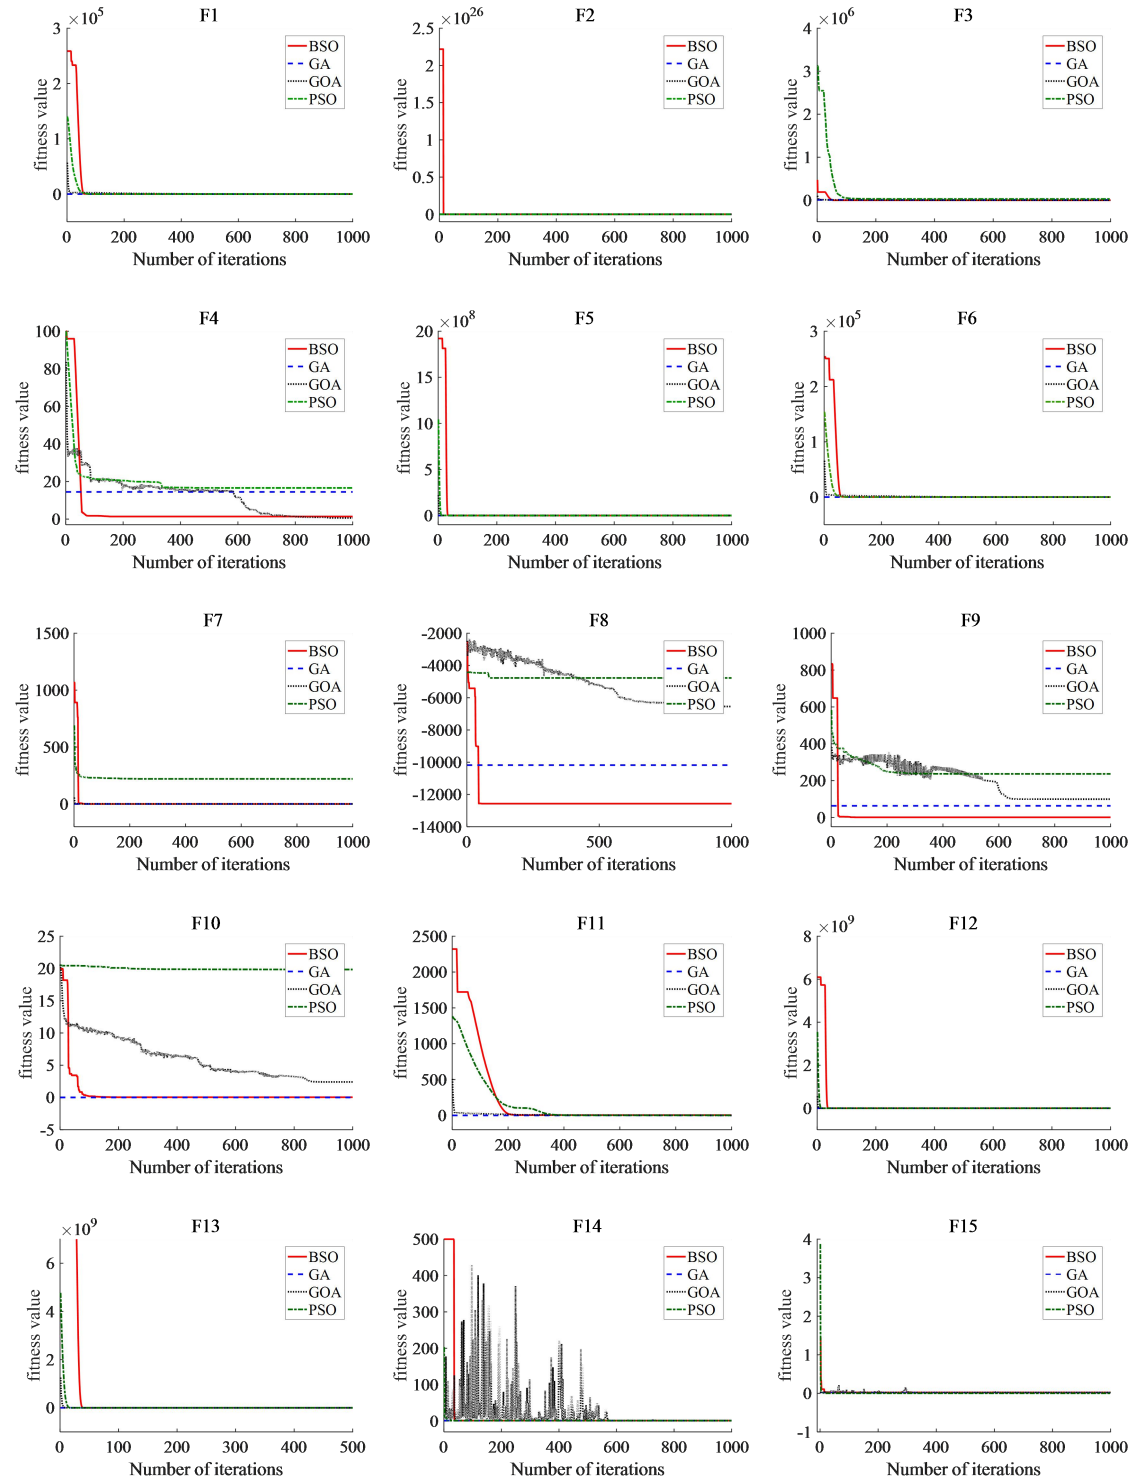 F1
×10^5
3
2
1
0
fitness value
BSO
GA
GOA
PSO
0 200 400 600 800 1000
Number of iterations
F2
×10^26
2.5
2
1.5
1
0.5
0
fitness value
BSO
GA
GOA
PSO
0 200 400 600 800 1000
Number of iterations
F3
×10^6
4
3
2
1
0
fitness value
BSO
GA
GOA
PSO
0 200 400 600 800 1000
Number of iterations
F4
100
80
60
40
20
0
fitness value
BSO
GA
GOA
PSO
0 200 400 600 800 1000
Number of iterations
F5
×10^8
20
15
10
5
0
fitness value
BSO
GA
GOA
PSO
0 200 400 600 800 1000
Number of iterations
F6
×10^5
3
2
1
0
fitness value
BSO
GA
GOA
PSO
0 200 400 600 800 1000
Number of iterations
F7
1500
1000
500
0
fitness value
BSO
GA
GOA
PSO
0 200 400 600 800 1000
Number of iterations
F8
-2000
-4000
-6000
-8000
-10000
-12000
-14000
fitness value
BSO
GA
GOA
PSO
0 500 1000
Number of iterations
F9
1000
800
600
400
200
0
fitness value
BSO
GA
GOA
PSO
0 200 400 600 800 1000
Number of iterations
F10
25
20
15
10
5
0
-5
fitness value
BSO
GA
GOA
PSO
0 200 400 600 800 1000
Number of iterations
F11
2500
2000
1500
1000
500
0
fitness value
BSO
GA
GOA
PSO
0 200 400 600 800 1000
Number of iterations
F12
×10^9
8
6
4
2
0
fitness value
BSO
GA
GOA
PSO
0 200 400 600 800 1000
Number of iterations
F13
×10^9
6
4
2
0
fitness value
BSO
GA
GOA
PSO
0 100 200 300 400 500
Number of iterations
F14
500
400
300
200
100
0
fitness value
BSO
GA
GOA
PSO
0 200 400 600 800 1000
Number of iterations
F15
4
3
2
1
0
-1
fitness value
BSO
GA
GOA
PSO
0 200 400 600 800 1000
Number of iterations